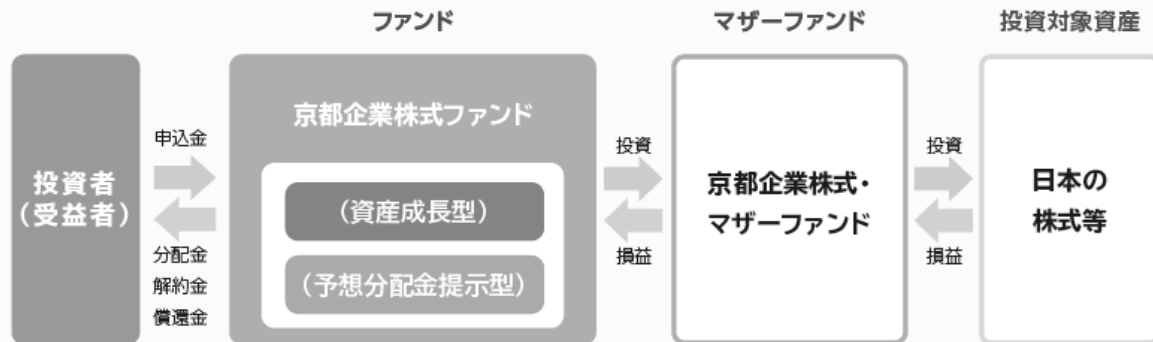 ファンド
マザーファンド
投資対象資産
投資者
(受益者)
申込金
分配金
解約金
償還金
京都企業株式ファンド
(資産成長型)
(予想分配金提示型)
投資
損益
京都企業株式・
マザーファンド
投資
損益
日本の
株式等